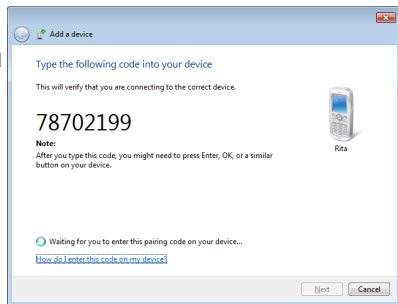 Add a device
Type the following code into your device
This will verify that you are connecting to the correct device.
78702199
Note:
After you type this code, you might need to press Enter, OK, or a similar
button on your device.
Rita
Waiting for you to enter this pairing code on your device...
How do I enter this code on my device?
Next Cancel